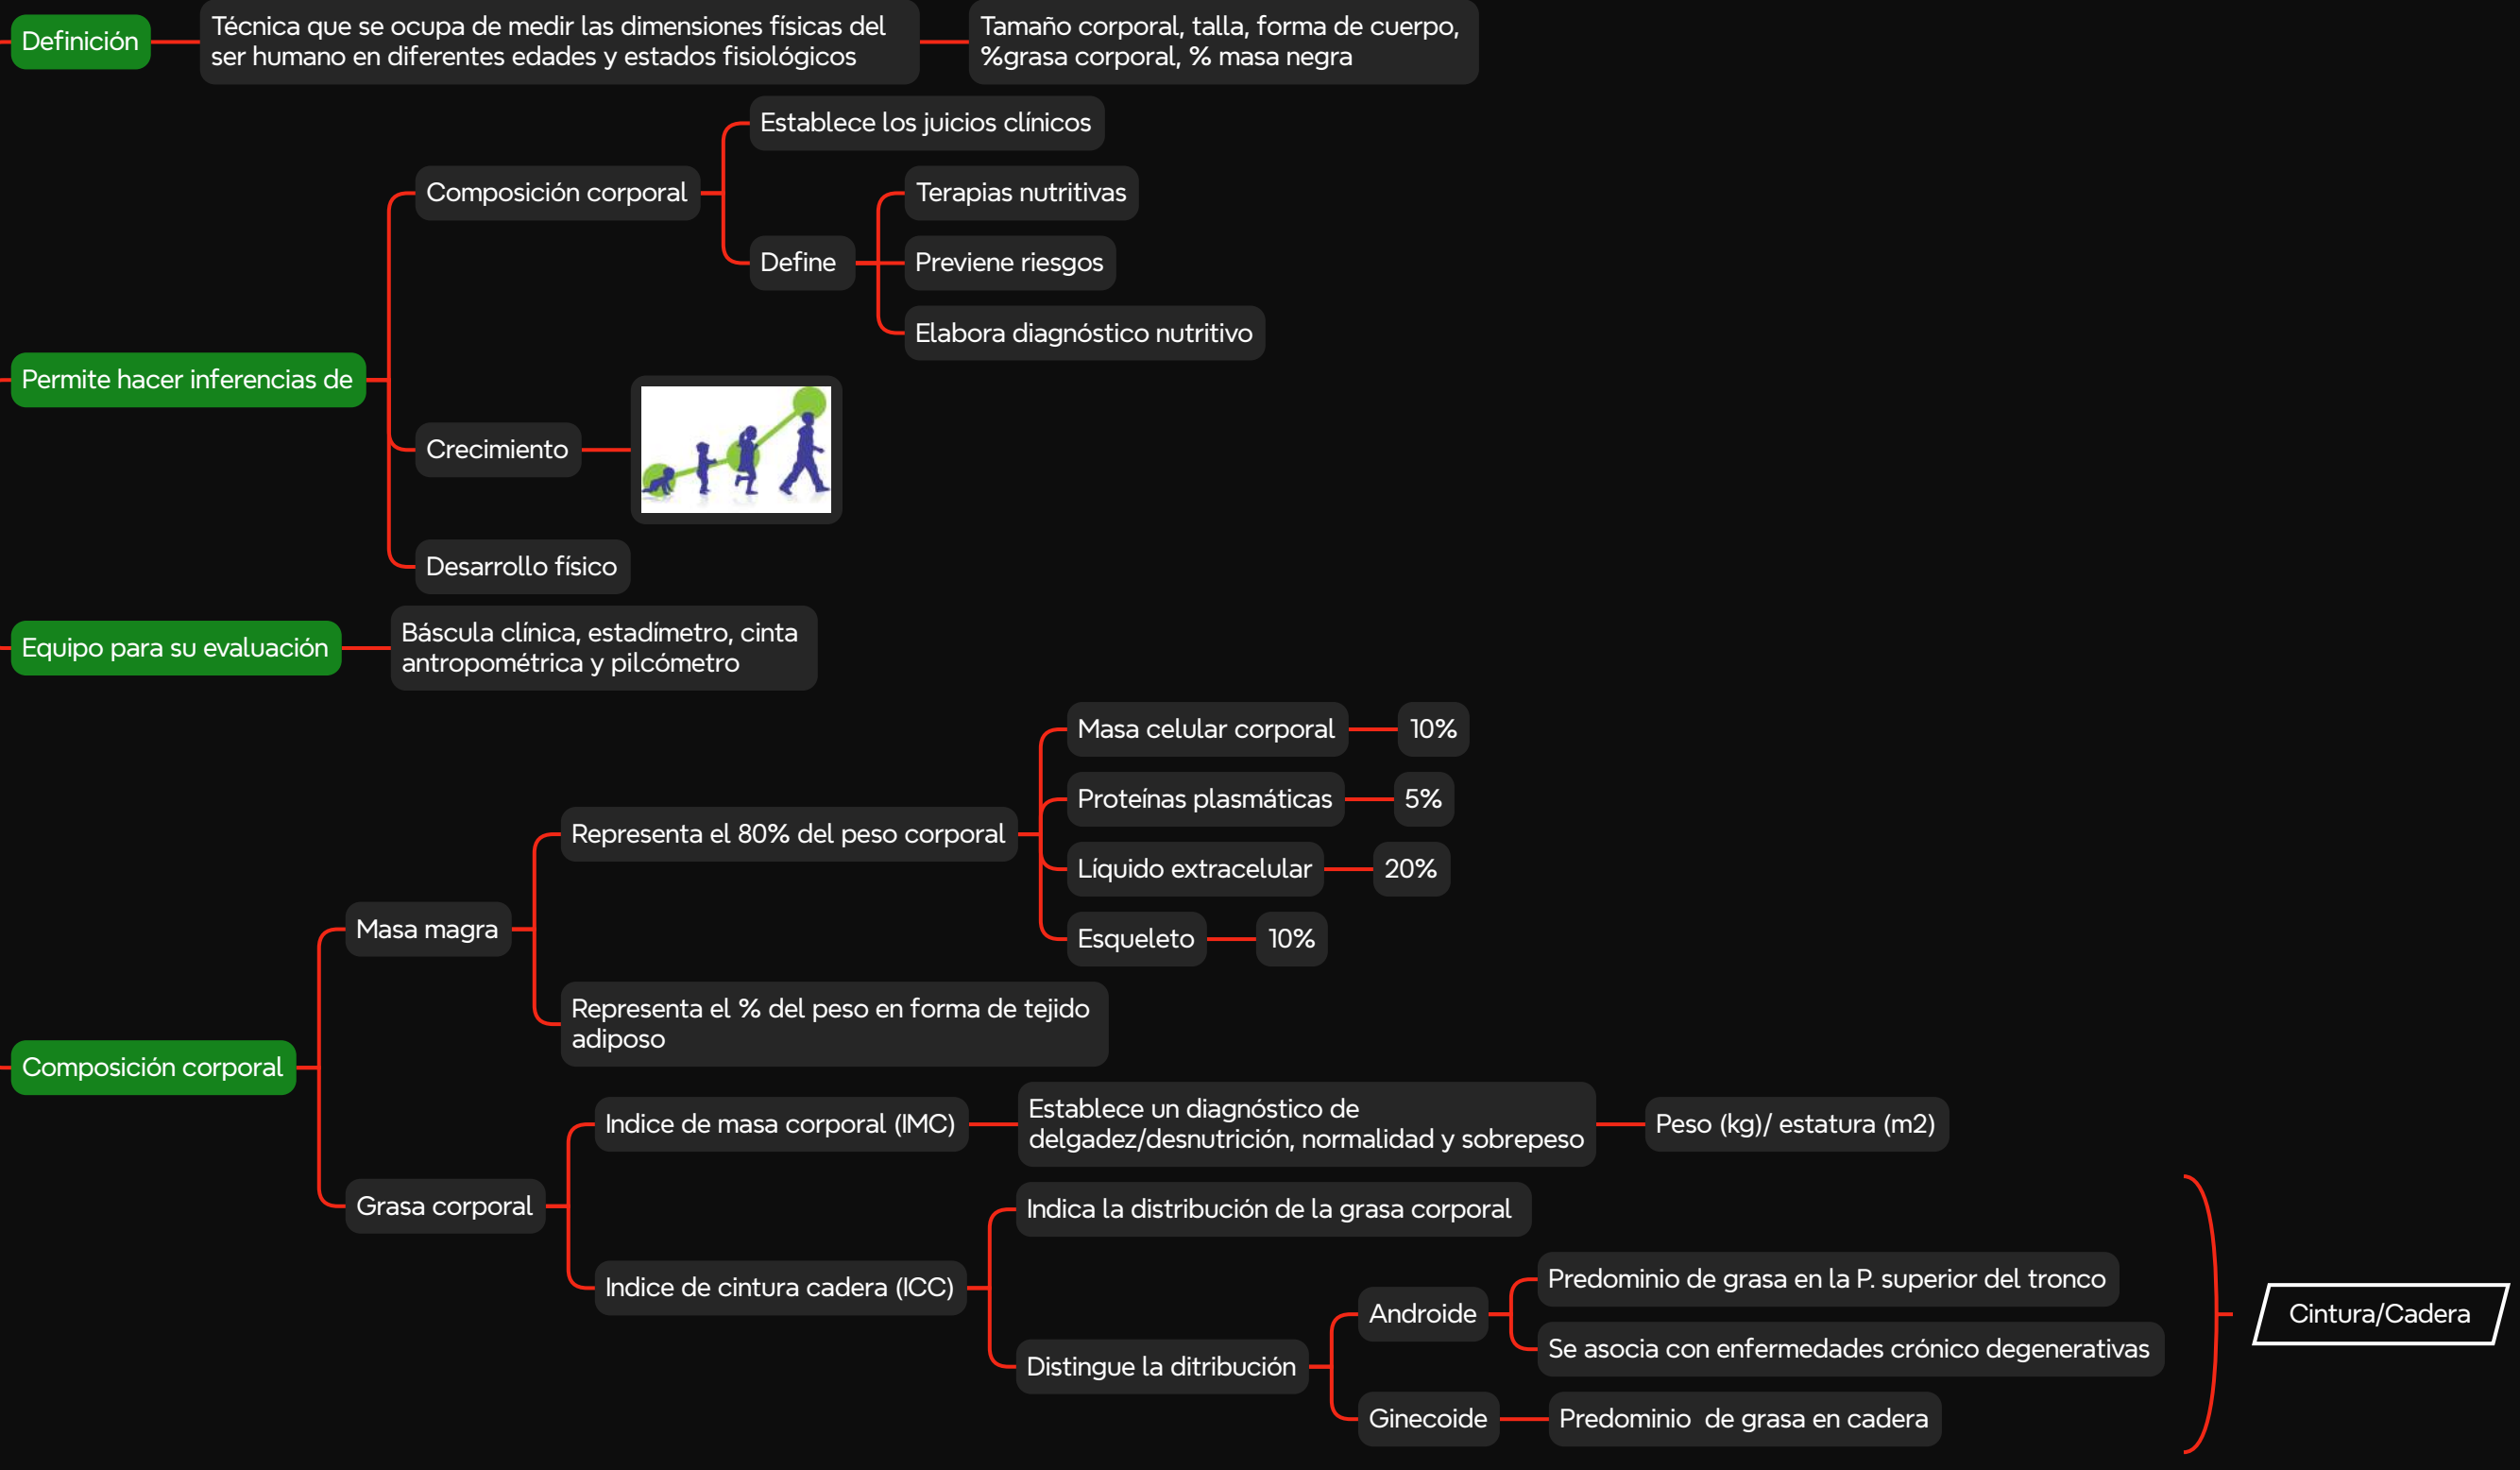 Definición
Técnica que se ocupa de medir las dimensiones físicas del
ser humano en diferentes edades y estados fisiológicos
Tamaño corporal, talla, forma de cuerpo,
%grasa corporal, % masa negra
Permite hacer inferencias de
Composición corporal
Establece los juicios clínicos
Define
Terapias nutritivas
Previene riesgos
Elabora diagnóstico nutritivo
Crecimiento
Desarrollo físico
Equipo para su evaluación
Báscula clínica, estadímetro, cinta
antropométrica y pilcómetro
Composición corporal
Masa magra
Representa el 80% del peso corporal
Masa celular corporal
10%
Proteínas plasmáticas
5%
Líquido extracelular
20%
Esqueleto
10%
Representa el % del peso en forma de tejido
adiposo
Grasa corporal
Indice de masa corporal (IMC)
Establece un diagnóstico de
delgadez/desnutrición, normalidad y sobrepeso
Peso (kg)/ estatura (m2)
Indice de cintura cadera (ICC)
Indica la distribución de la grasa corporal
Distingue la ditribución
Androide
Predominio de grasa en la P. superior del tronco
Se asocia con enfermedades crónico degenerativas
Ginecoide
Predominio  de grasa en cadera
Cintura/Cadera